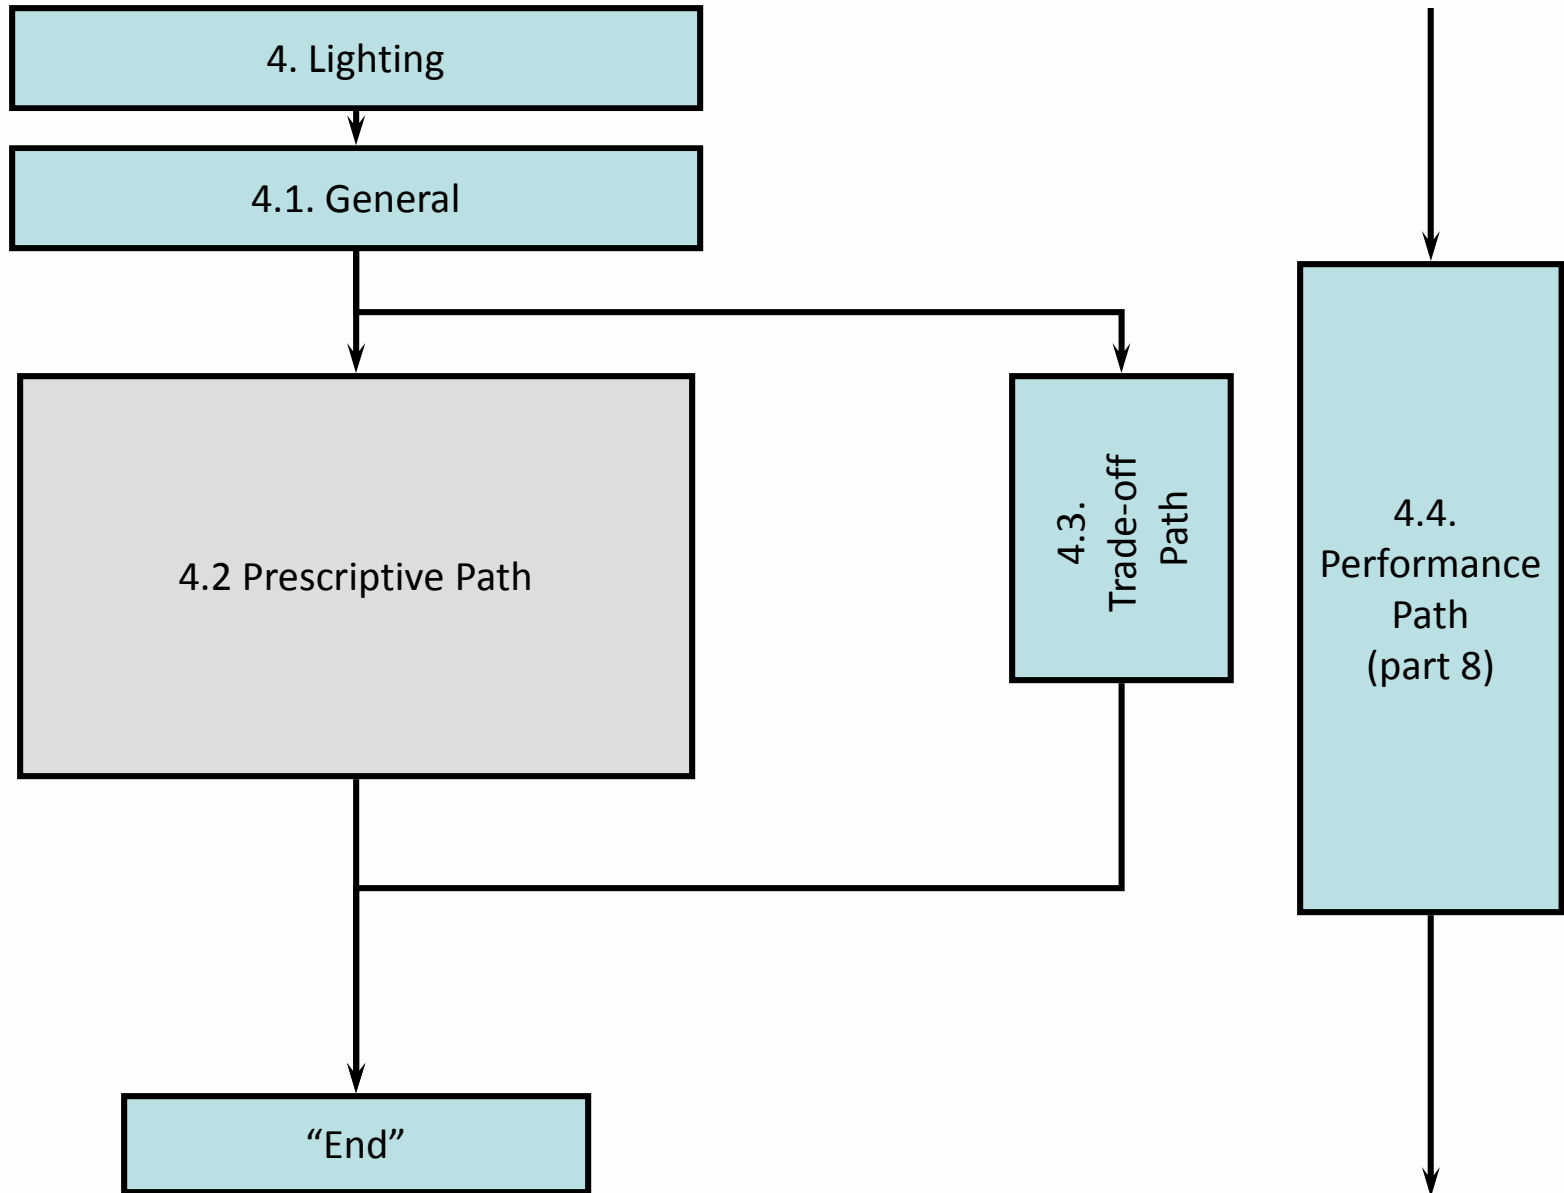 4. Lighting
4.1. General
4.2 Prescriptive Path
4.3.
Trade-off
Path
4.4.
Performance
Path
(part 8)
“End”